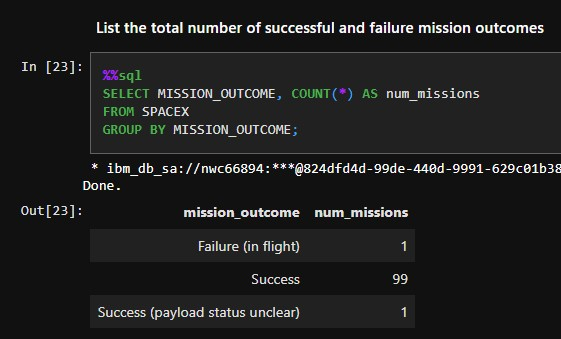 List the total number of successful and failure mission outcomes
In [23]:
%%sql
SELECT MISSION_OUTCOME, COUNT(*) AS num_missions
FROM SPACEX
GROUP BY MISSION_OUTCOME;
* ibm_db_sa://nwc66894:***@824dfd4d-99de-440d-9991-629c01b38
Done.
Out[23]:
mission_outcome num_missions
Failure (in flight) 1
Success 99
Success (payload status unclear) 1